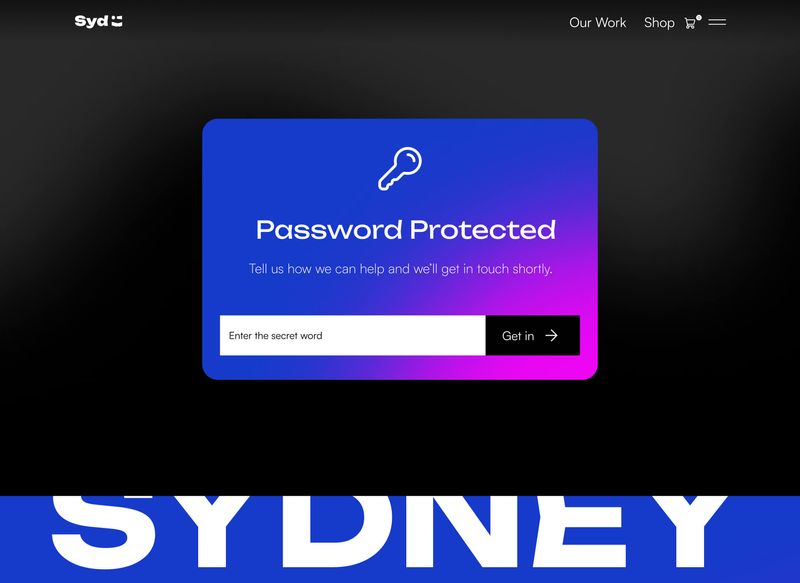 Syd
Our Work
Shop
Password Protected
Tell us how we can help and we'll get in touch shortly.
Enter the secret word
Get in
SYDNEY